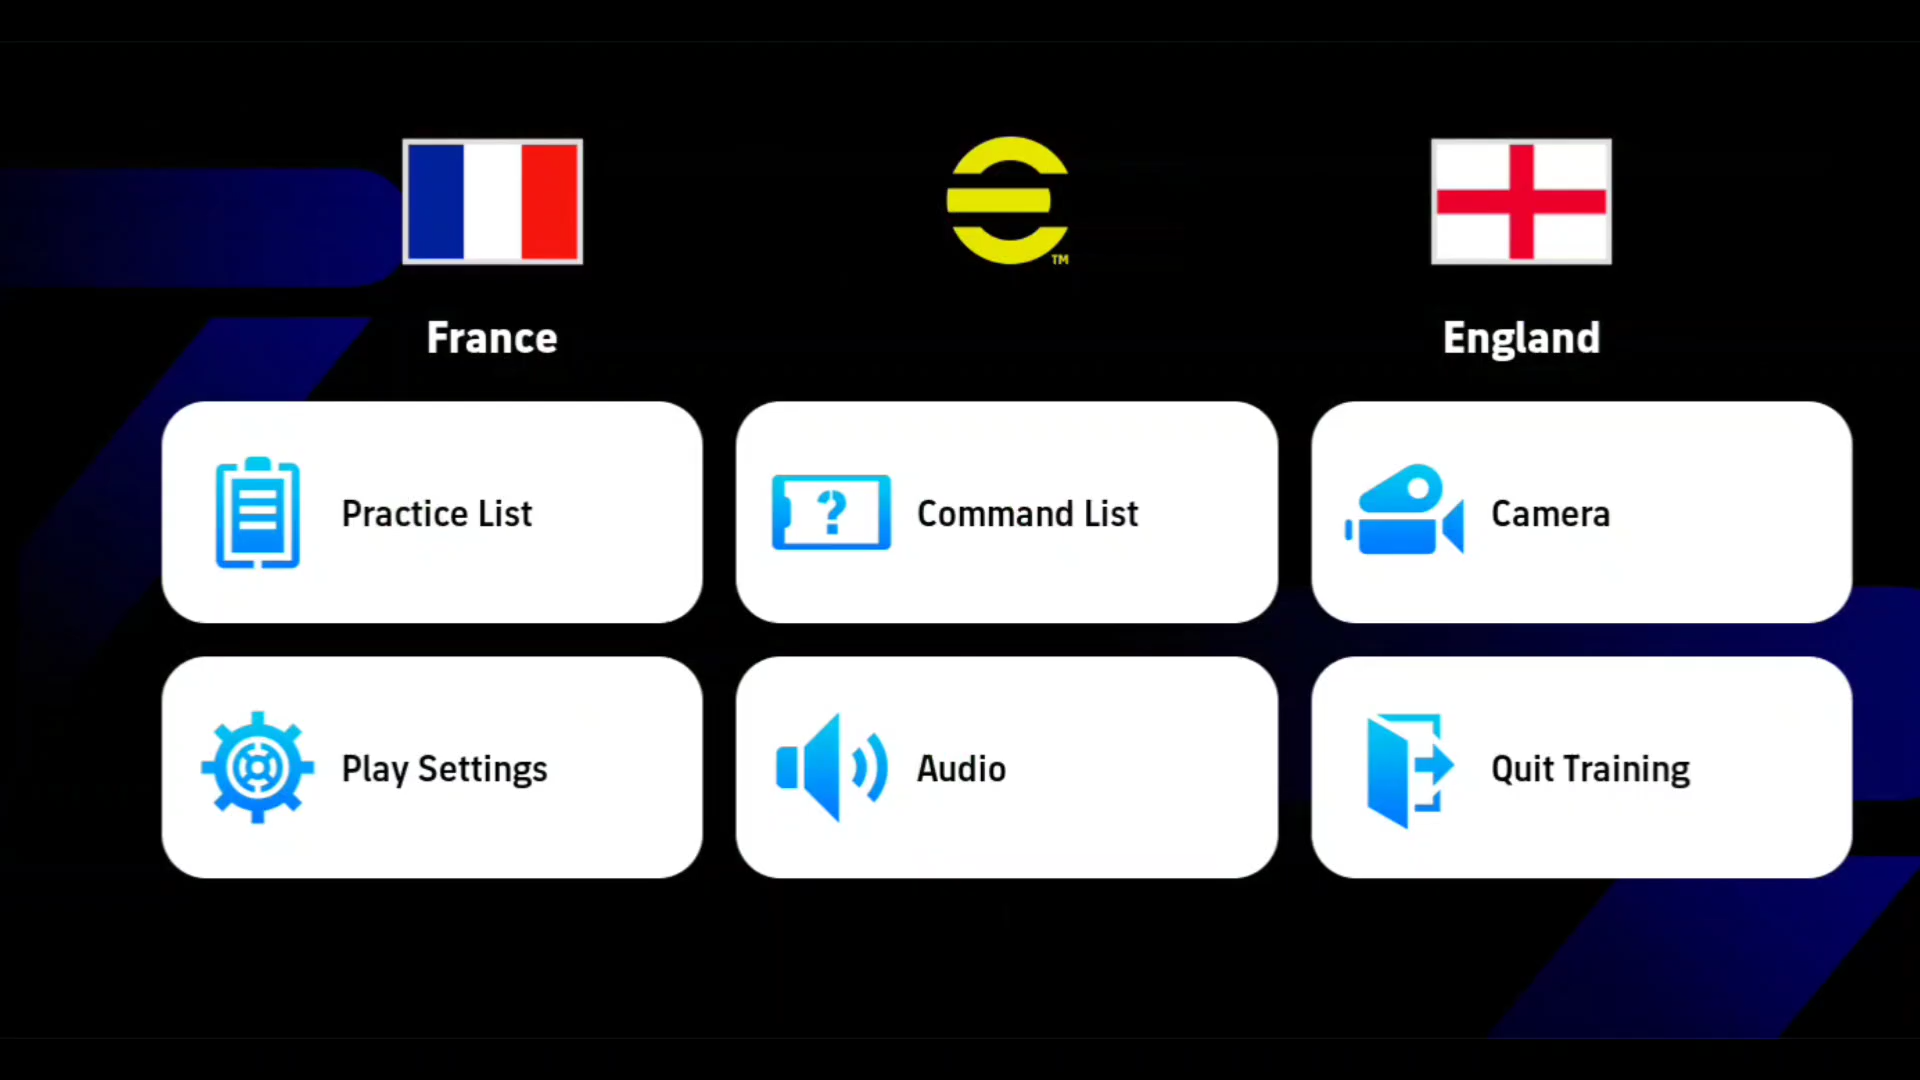 TM
France
England
Practice List
Command List
Camera
Play Settings
Audio
Quit Training